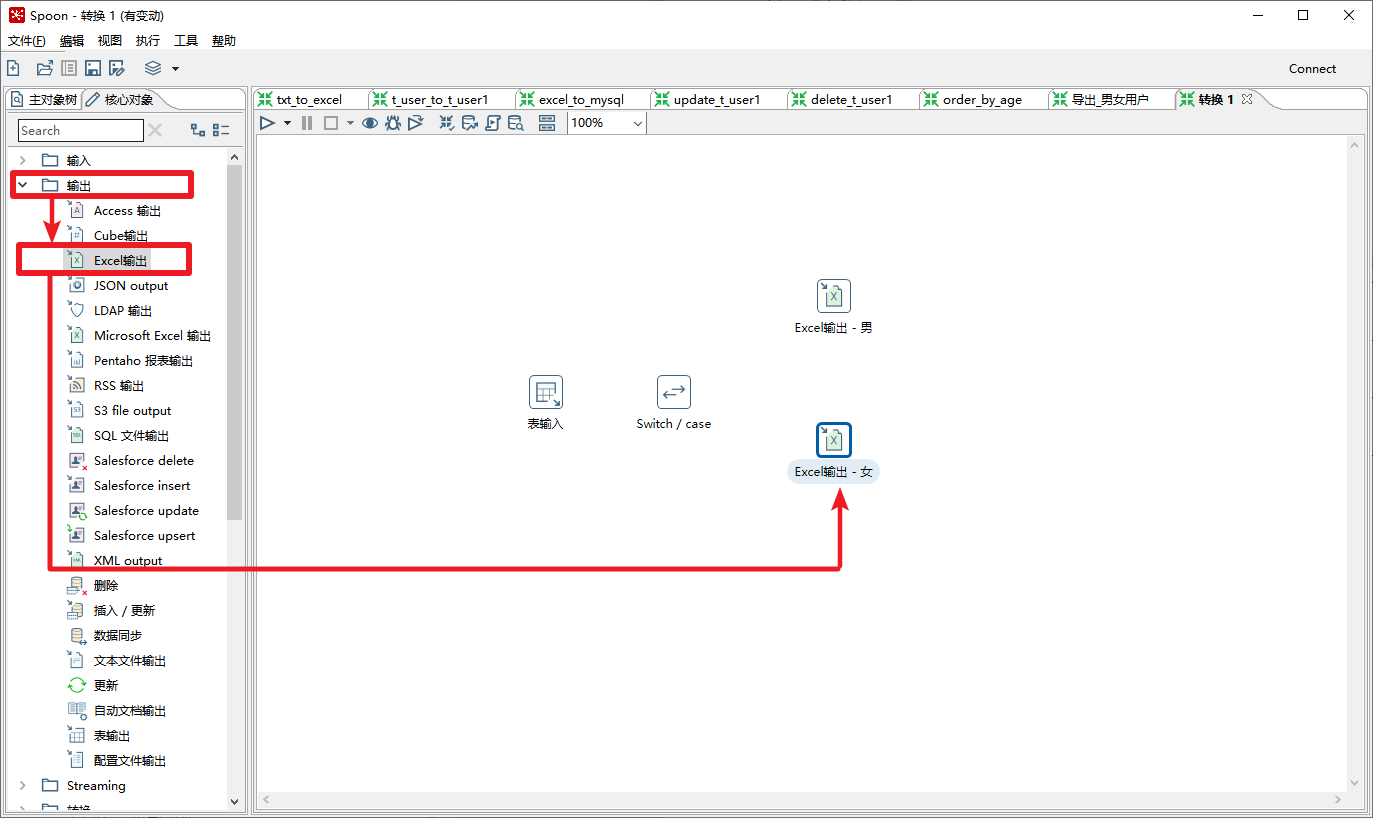 Spoon - 转换 1 (有变动)
文件(F) 编辑 视图 执行 工具 帮助
Connect
主对象树 核心对象
txt_to_excel t_user_to_t_user1 excel_to_mysql update_t_user1 delete_t_user1 order_by_age 导出_男女用户 转换 1
Search
100%
输入
输出
Access 输出
Cube输出
Excel输出
JSON output
LDAP 输出
Microsoft Excel 输出
Pentaho 报表输出
RSS 输出
S3 file output
SQL 文件输出
Salesforce delete
Salesforce insert
Salesforce update
Salesforce upsert
XML output
删除
插入 / 更新
数据同步
文本文件输出
更新
自动文档输出
表输出
配置文件输出
Streaming
转换
Excel输出 - 男
表输入
Switch / case
Excel输出 - 女